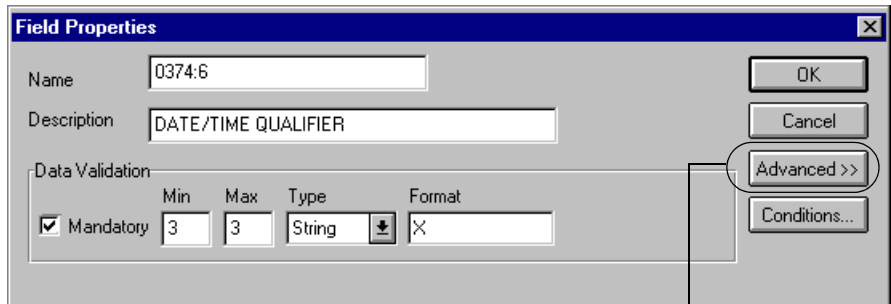 Field Properties
Name 0374:6
OK
Description DATE/TIME QUALIFIER
Cancel
Data Validation
Advanced >>
Min Max Type Format
Mandatory 3 3 String X
Conditions...